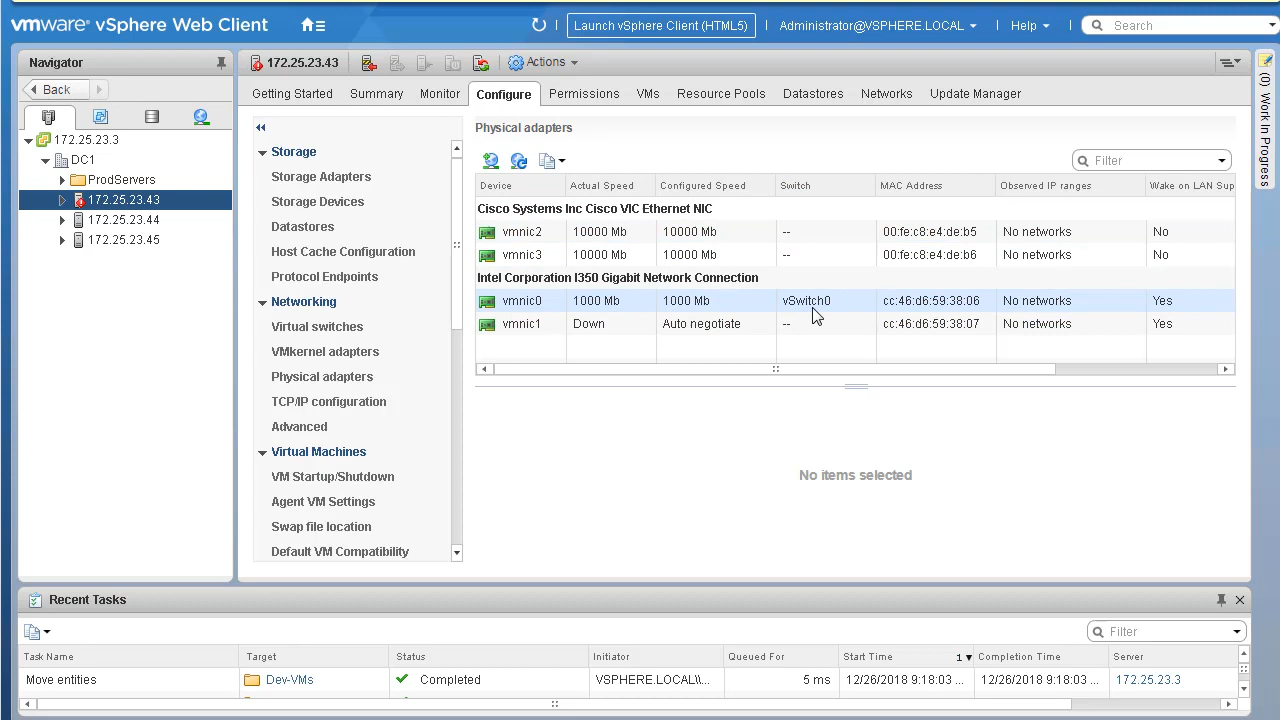 vmware® vSphere Web Client
Launch vSphere Client (HTML5)
Administrator@VSPHERE.LOCAL
Help
Search
Navigator
Back
172.25.23.3
DC1
ProdServers
172.25.23.43
172.25.23.44
172.25.23.45
172.25.23.43
Actions
Getting Started Summary Monitor Configure Permissions VMs Resource Pools Datastores Networks Update Manager
Storage
Storage Adapters
Storage Devices
Datastores
Host Cache Configuration
Protocol Endpoints
Networking
Virtual switches
VMkernel adapters
Physical adapters
TCP/IP configuration
Advanced
Virtual Machines
VM Startup/Shutdown
Agent VM Settings
Swap file location
Default VM Compatibility
Physical adapters
Filter
Device Actual Speed Configured Speed Switch MAC Address Observed IP ranges Wake on LAN Sup
Cisco Systems Inc Cisco VIC Ethernet NIC
vmnic2 10000 Mb 10000 Mb -- 00:fe:c8:e4:de:b5 No networks No
vmnic3 10000 Mb 10000 Mb -- 00:fe:c8:e4:de:b6 No networks No
Intel Corporation I350 Gigabit Network Connection
vmnic0 1000 Mb 1000 Mb vSwitch0 cc:46:d6:59:38:06 No networks Yes
vmnic1 Down Auto negotiate -- cc:46:d6:59:38:07 No networks Yes
No items selected
(0) Work In Progress
Recent Tasks
Filter
Task Name Target Status Initiator Queued For Start Time 1 Completion Time Server
Move entities Dev-VMs Completed VSPHERE.LOCAL\\... 5 ms 12/26/2018 9:18:03 ... 12/26/2018 9:18:03 ... 172.25.23.3